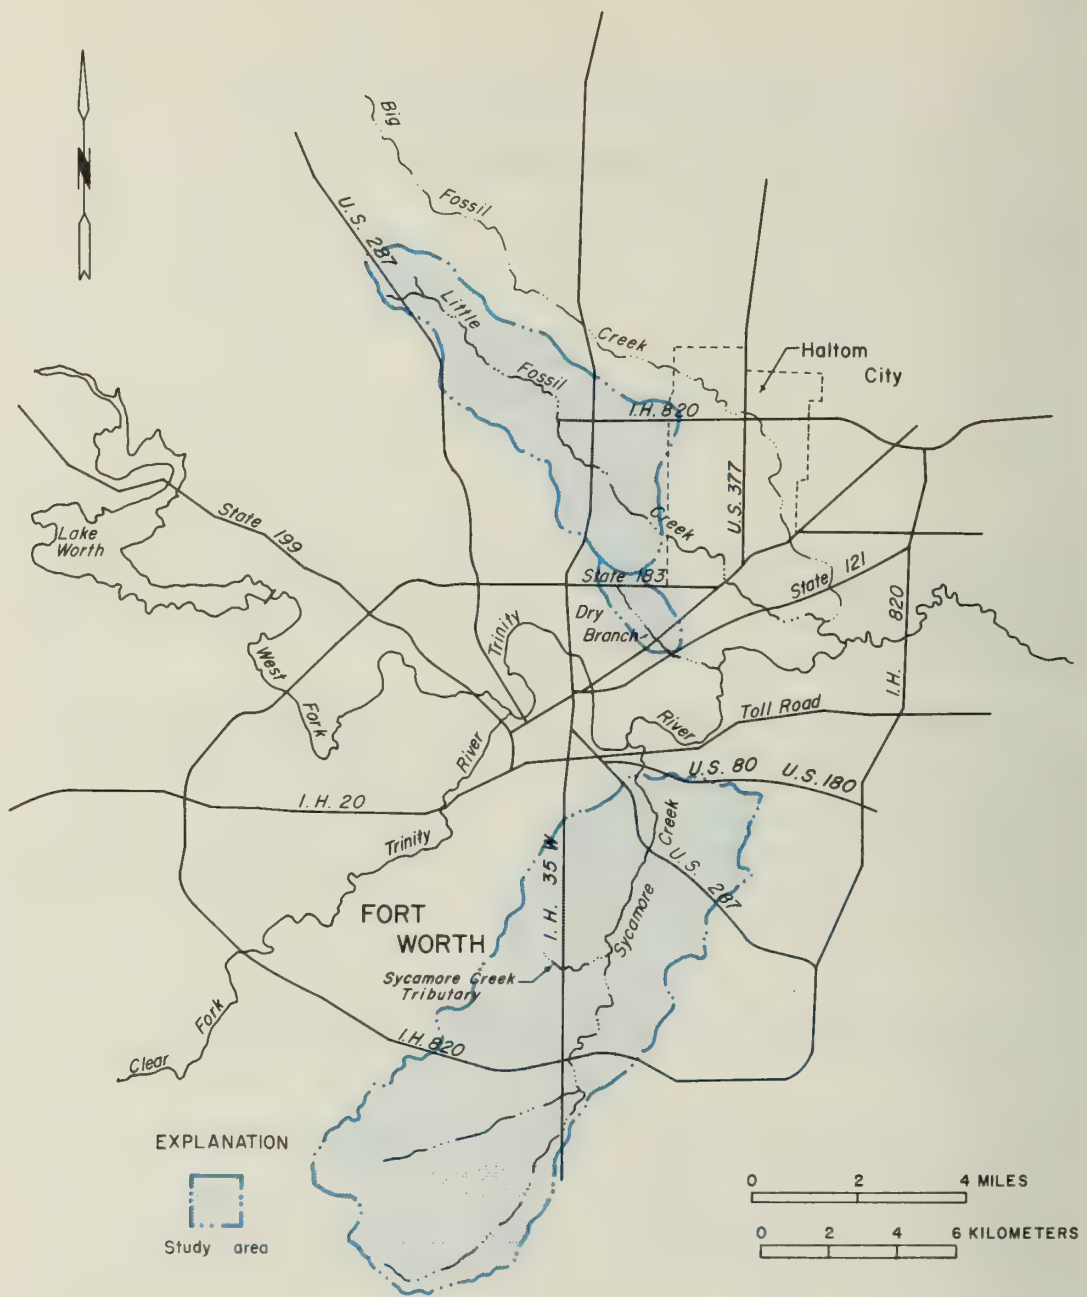 N
Big
Fossil
Creek
U. S. 287
Little
Fossil
Creek
Haltom
City
I.H. 820
U.S. 377
State 199
Lake
Worth
State 183
State 121
Dry
Branch
Trinity
West
Fork
River
River
Toll Road
I.H. 820
U.S. 80
U.S. 180
I.H. 20
Trinity
I.H. 35 W
Creek
Sycamore
U.S. 287
FORT
WORTH
Sycamore Creek
Tributary
Fork
Clear
I.H. 820
EXPLANATION
Study area
0 2 4 MILES
0 2 4 6 KILOMETERS